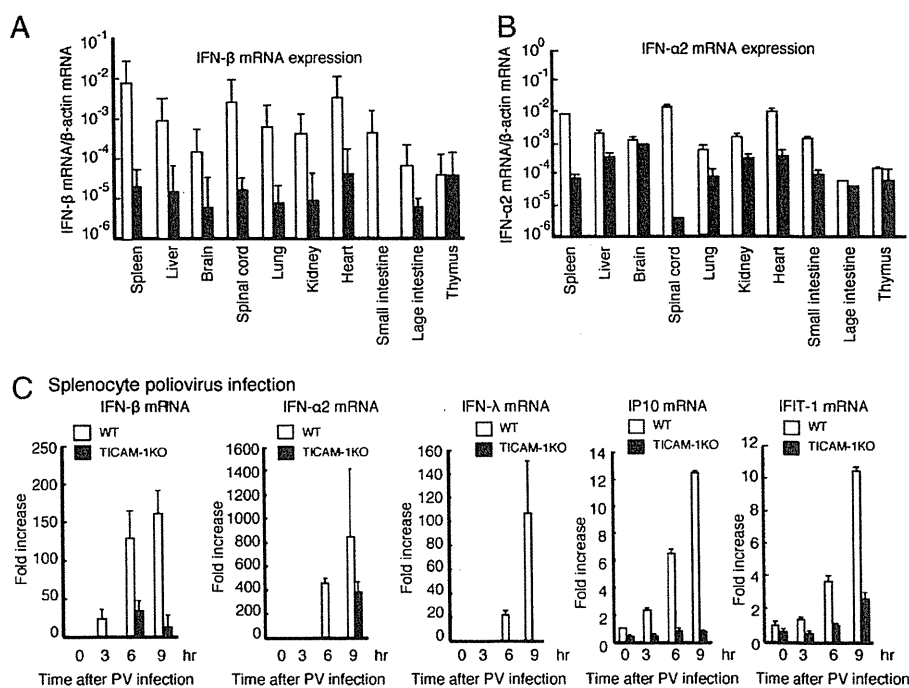 A
IFN-β mRNA expression
IFN-β mRNA/β-actin mRNA
10-1
10-2
10-3
10-4
10-5
10-6
Spleen
Liver
Brain
Spinal cord
Lung
Kidney
Heart
Small intestine
Lage intestine
Thymus
B
IFN-α2 mRNA expression
IFN-α2 mRNA/β-actin mRNA
100
10-1
10-2
10-3
10-4
10-5
10-6
Spleen
Liver
Brain
Spinal cord
Lung
Kidney
Heart
Small intestine
Lage intestine
Thymus
C Splenocyte poliovirus infection
IFN-β mRNA
WT
TICAM-1KO
Fold increase
250
200
150
100
50
0
0 3 6 9 hr
Time after PV infection
IFN-α2 mRNA
WT
TICAM-1KO
Fold increase
1600
1400
1200
1000
800
600
400
200
0
0 3 6 9 hr
Time after PV infection
IFN-λ mRNA
WT
TICAM-1KO
Fold increase
160
140
120
100
80
60
40
20
0
0 3 6 9 hr
Time after PV infection
IP10 mRNA
WT
TICAM-1KO
Fold increase
14
12
10
8
6
4
2
0
0 3 6 9 hr
Time after PV infection
IFIT-1 mRNA
WT
TICAM-1KO
Fold increase
12
10
8
6
4
2
0
0 3 6 9 hr
Time after PV infection